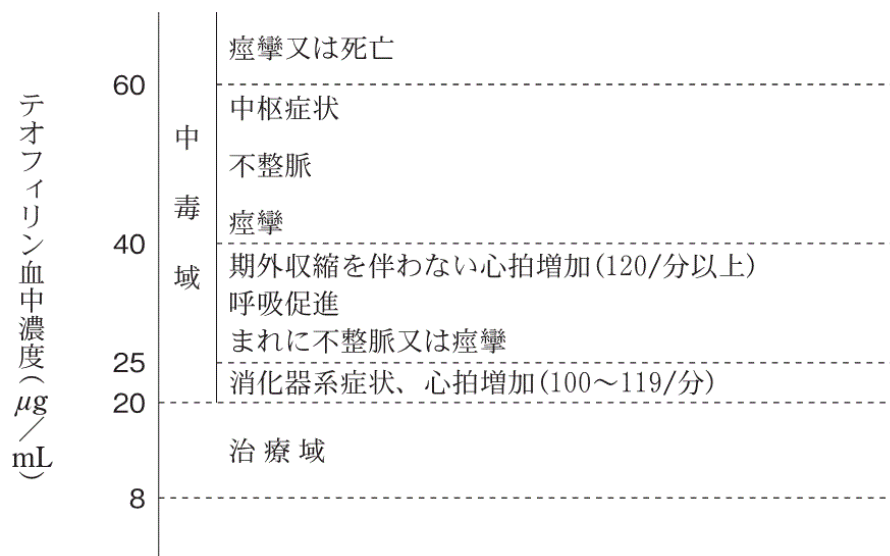 テオフィリン血中濃度(μg/mL)
60
40
25
20
8
中毒域
痙攣又は死亡
中枢症状
不整脈
痙攣
期外収縮を伴わない心拍増加(120/分以上)
呼吸促進
まれに不整脈又は痙攣
消化器系症状、心拍増加(100～119/分)
治療域